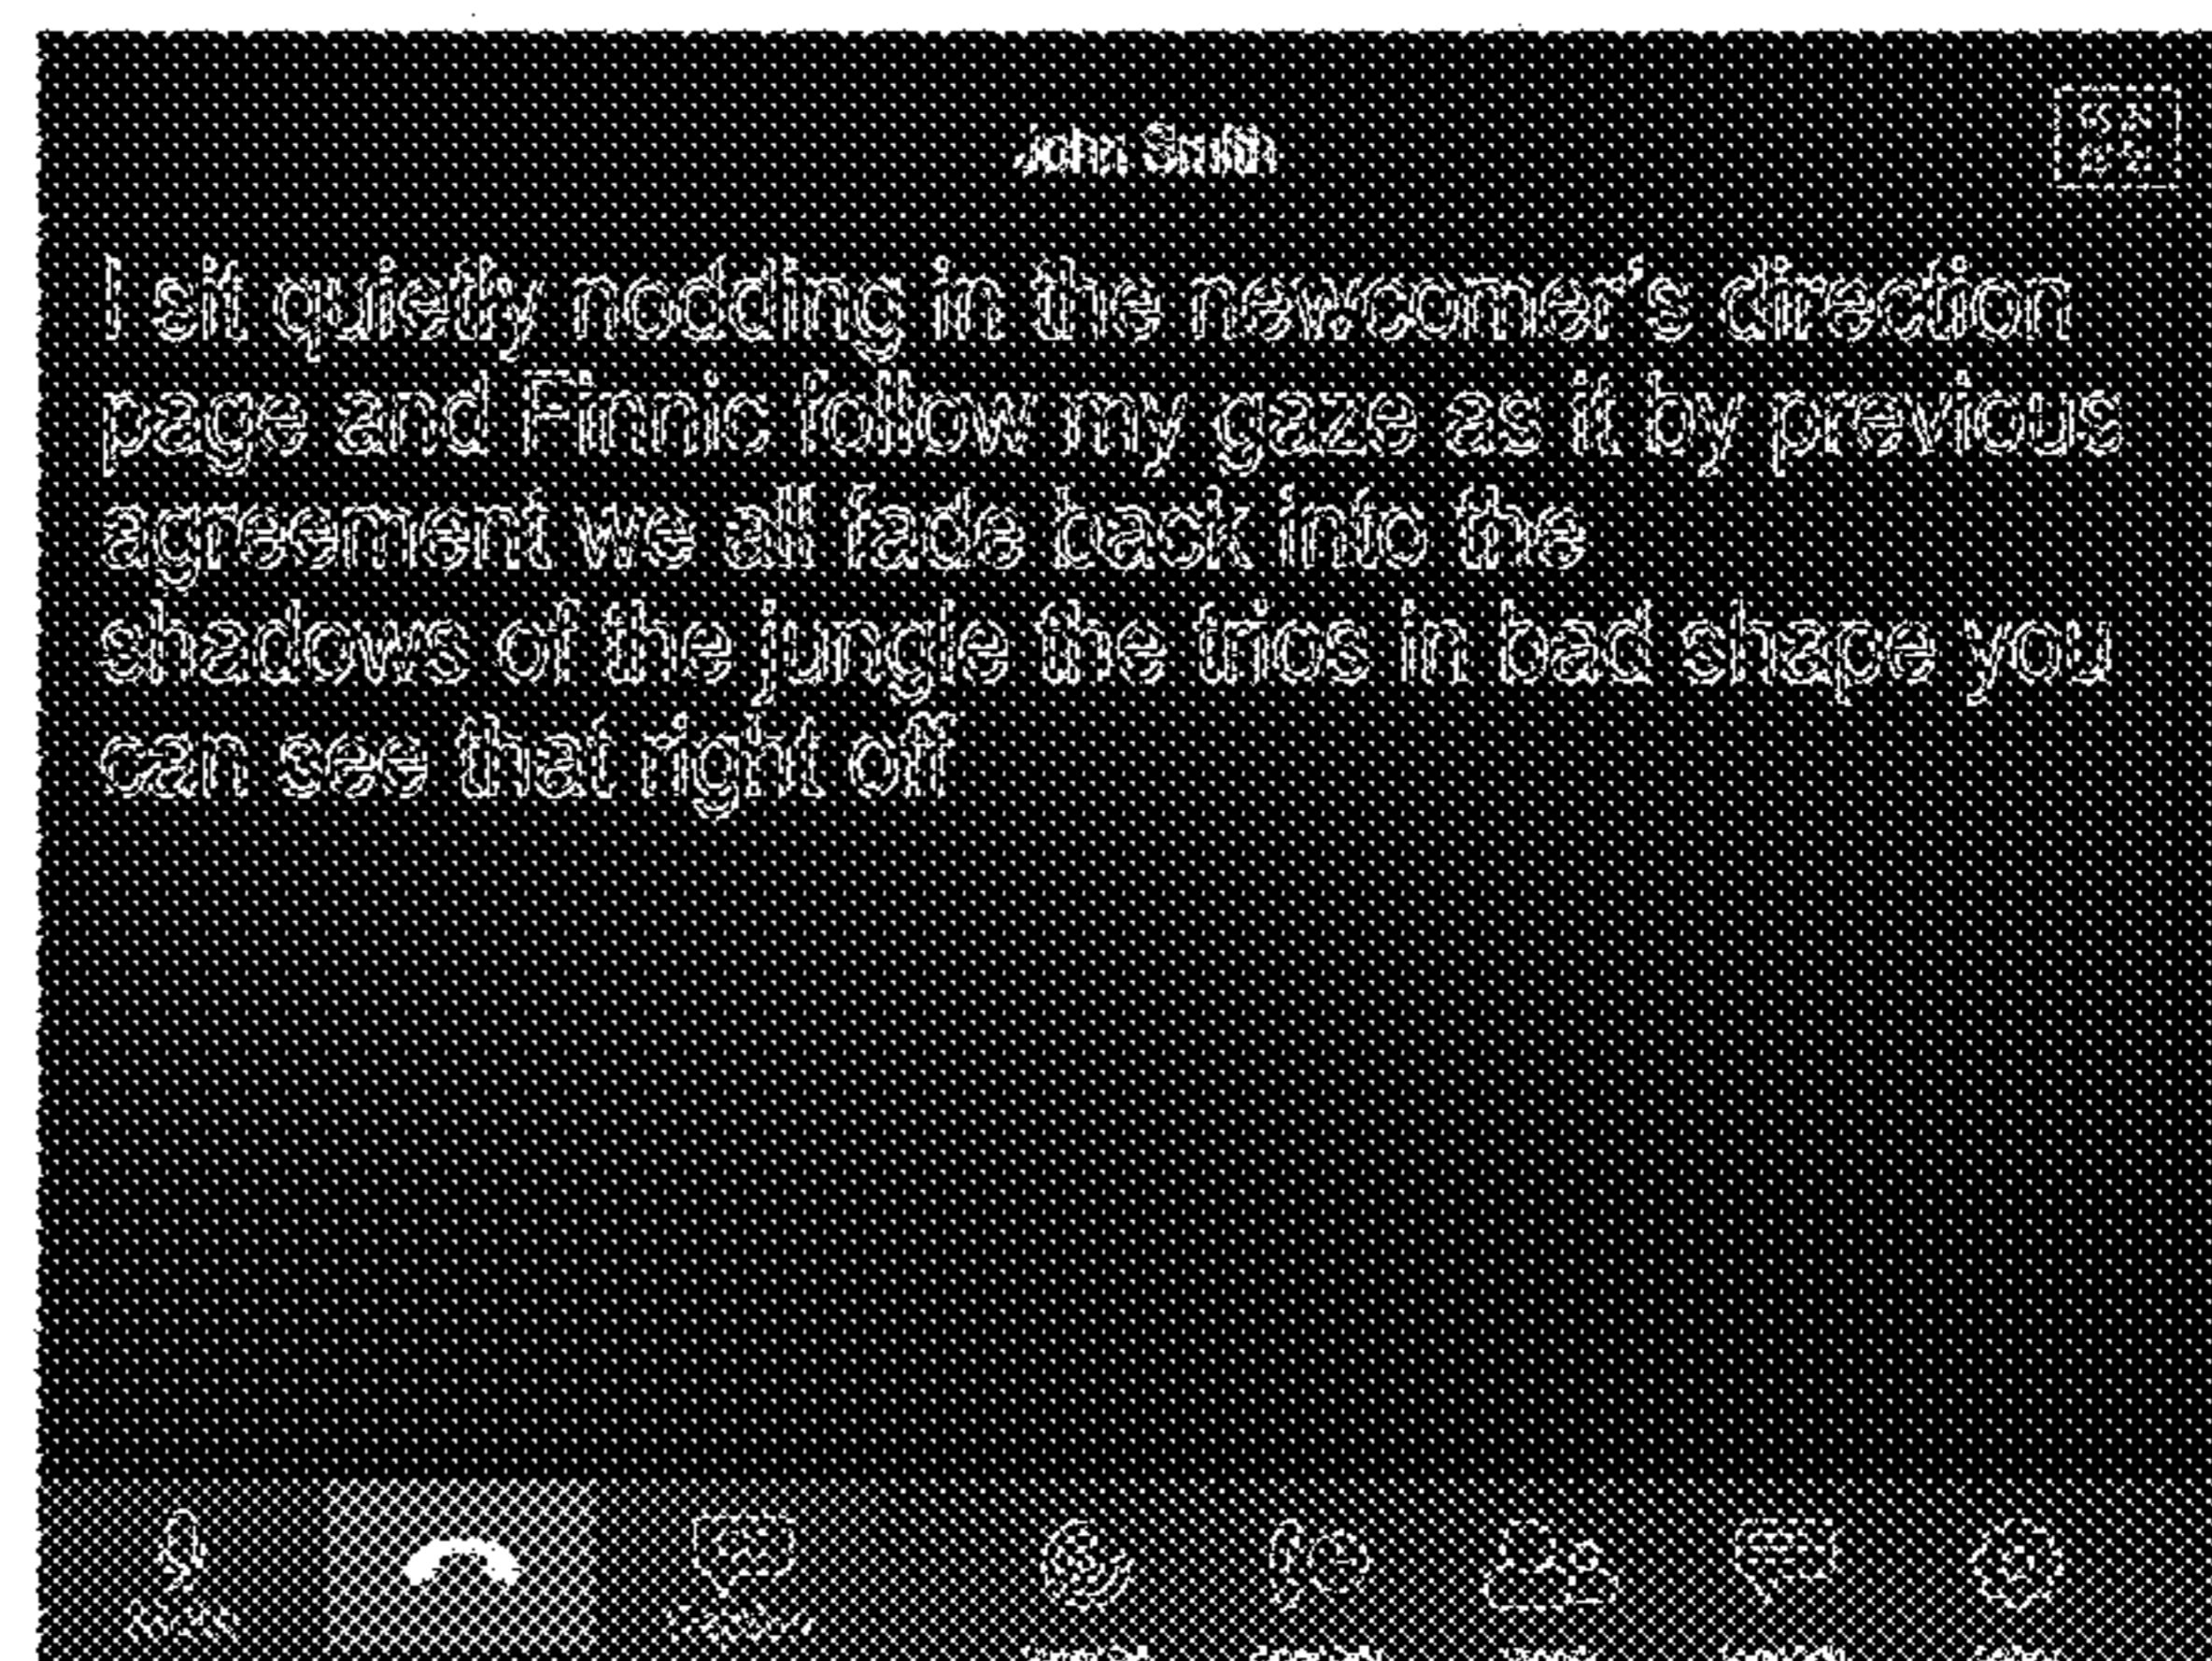 John Smith
I sit quietly nodding in the newcomer's direction
page and Finnic follow my gaze as it by previous
agreement we all fade back into the
shadows of the jungle the trios in bad shape you
can see that right off